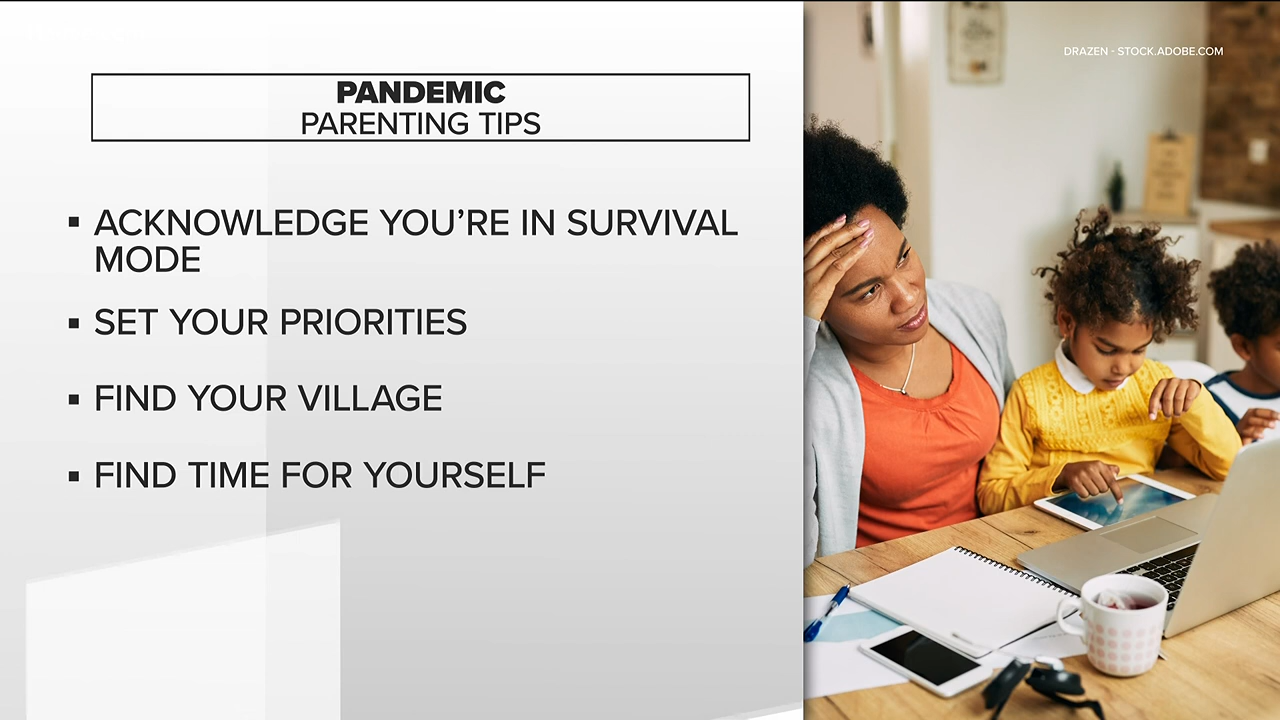 DRAZEN - STOCK.ADOBE.COM
PANDEMIC
PARENTING TIPS
▪ ACKNOWLEDGE YOU’RE IN SURVIVAL
MODE
▪ SET YOUR PRIORITIES
▪ FIND YOUR VILLAGE
▪ FIND TIME FOR YOURSELF